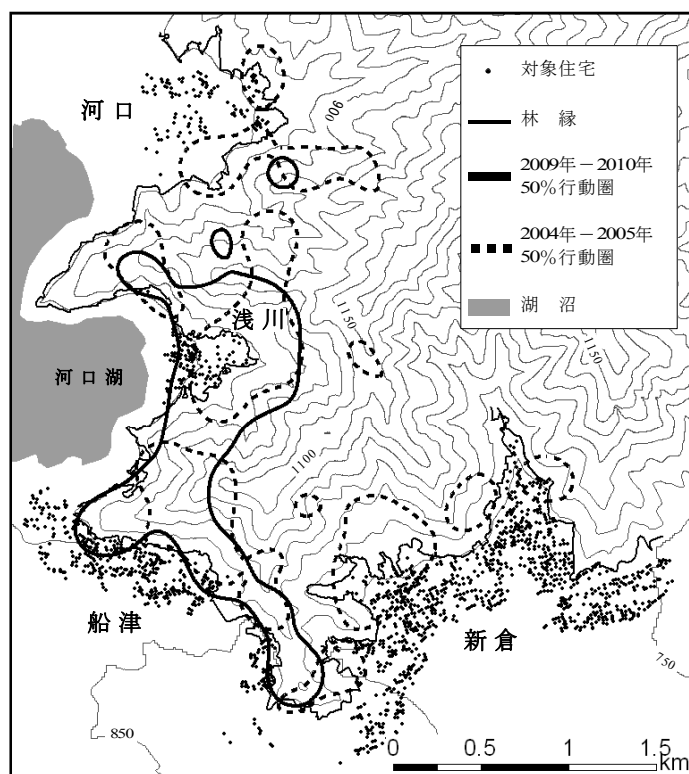 河口
対象住宅
林 縁
2009年－2010年
50%行動圏
2004年－2005年
50%行動圏
湖沼
900
浅川
1150
1150
河口湖
1100
船津
新倉
750
850
0 0.5 1 1.5
km